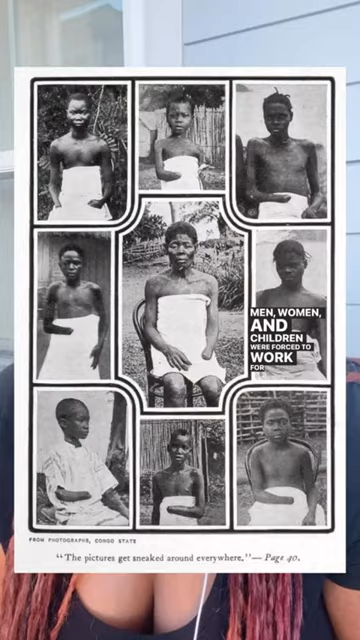 MEN, WOMEN,
AND
CHILDREN
WERE FORCED TO
WORK
FOR
FROM PHOTOGRAPHS, CONGO STATE
"The pictures get sneaked around everywhere."— Page 40.